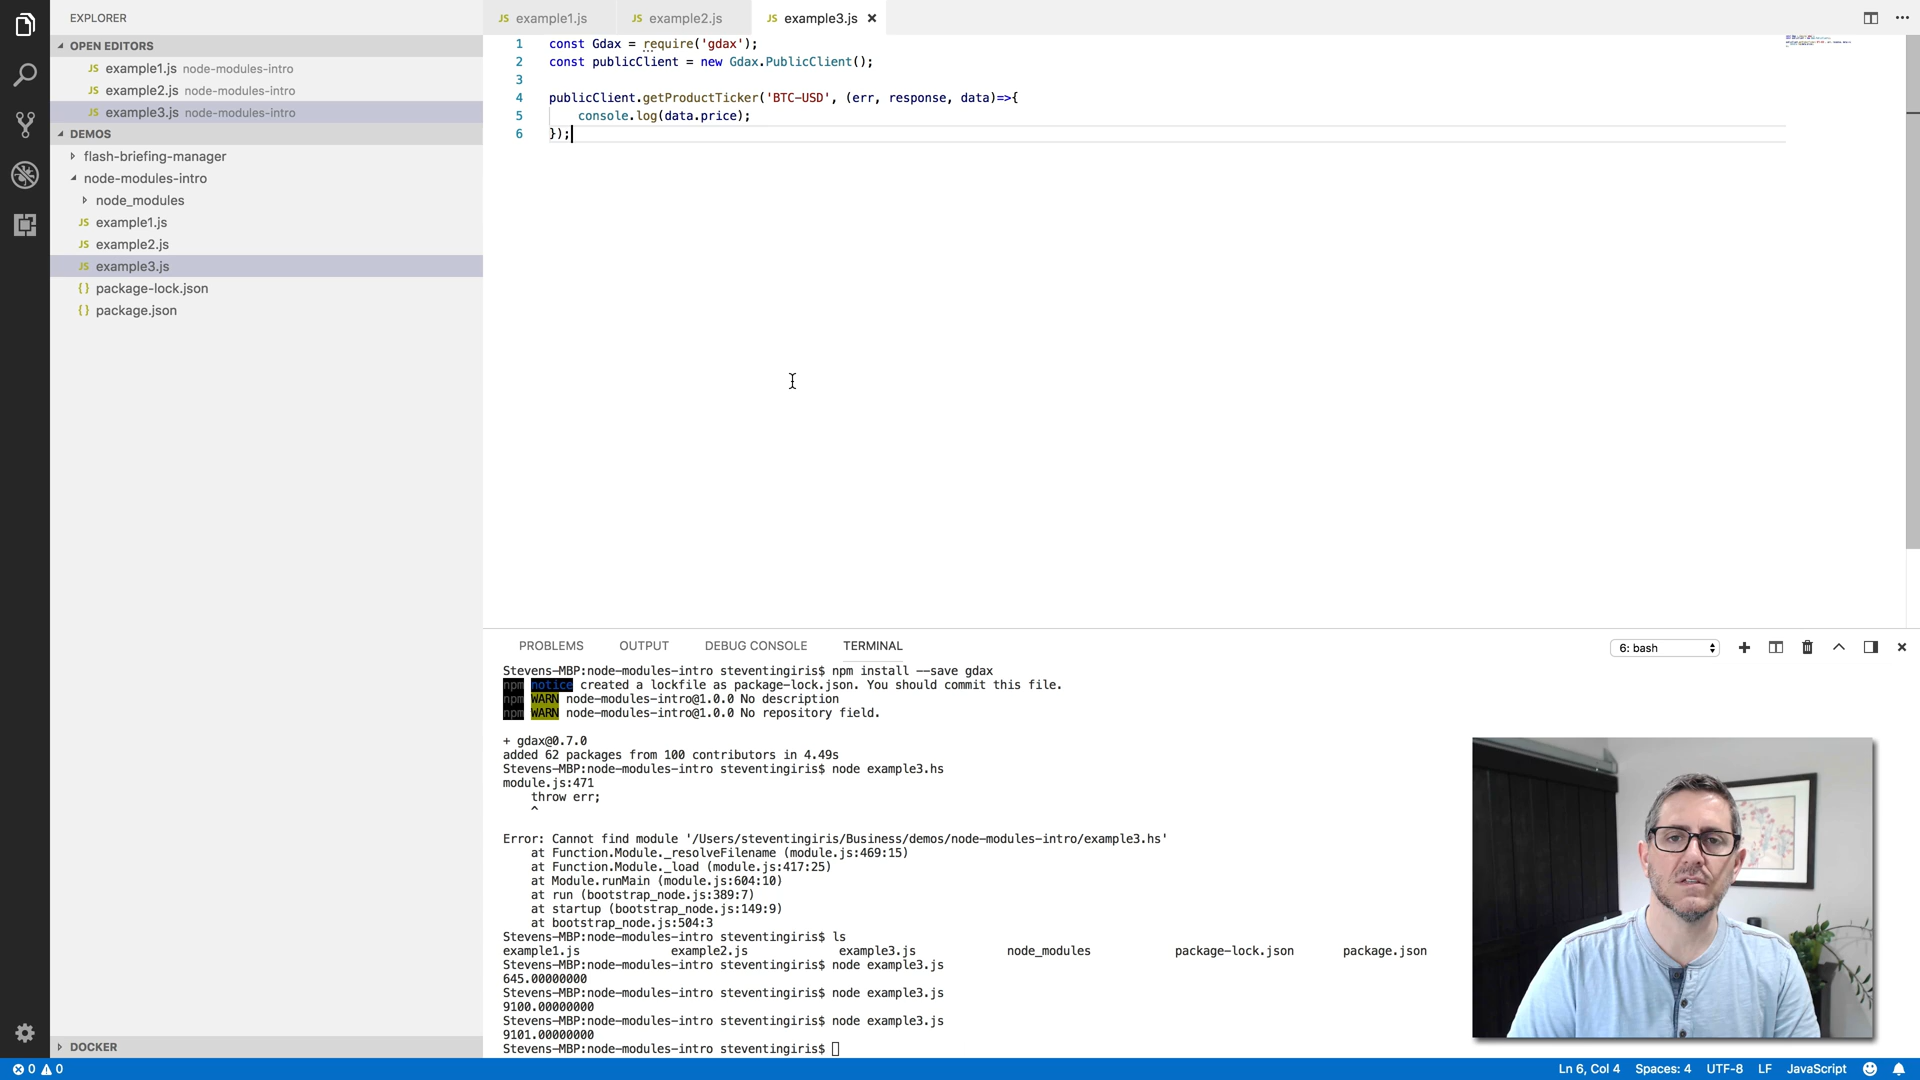 EXPLORER
OPEN EDITORS
JS example1.js node-modules-intro
JS example2.js node-modules-intro
JS example3.js node-modules-intro
DEMOS
flash-briefing-manager
node-modules-intro
node_modules
JS example1.js
JS example2.js
JS example3.js
{} package-lock.json
{} package.json
DOCKER
JS example1.js JS example2.js JS example3.js
1 const Gdax = require('gdax');
2 const publicClient = new Gdax.PublicClient();
3
4 publicClient.getProductTicker('BTC-USD', (err, response, data)=>{
5 console.log(data.price);
6 });
PROBLEMS OUTPUT DEBUG CONSOLE TERMINAL 6: bash
Stevens-MBP:node-modules-intro steventingiris$ npm install --save gdax
npm notice created a lockfile as package-lock.json. You should commit this file.
npm WARN node-modules-intro@1.0.0 No description
npm WARN node-modules-intro@1.0.0 No repository field.
+ gdax@0.7.0
added 62 packages from 100 contributors in 4.49s
Stevens-MBP:node-modules-intro steventingiris$ node example3.hs
module.js:471
throw err;
^
Error: Cannot find module '/Users/steventingiris/Business/demos/node-modules-intro/example3.hs'
at Function.Module._resolveFilename (module.js:469:15)
at Function.Module._load (module.js:417:25)
at Module.runMain (module.js:604:10)
at run (bootstrap_node.js:389:7)
at startup (bootstrap_node.js:149:9)
at bootstrap_node.js:504:3
Stevens-MBP:node-modules-intro steventingiris$ ls
example1.js example2.js example3.js node_modules package-lock.json package.json
Stevens-MBP:node-modules-intro steventingiris$ node example3.js
645.00000000
Stevens-MBP:node-modules-intro steventingiris$ node example3.js
9100.00000000
Stevens-MBP:node-modules-intro steventingiris$ node example3.js
9101.00000000
Stevens-MBP:node-modules-intro steventingiris$
0 0 Ln 6, Col 4 Spaces: 4 UTF-8 LF JavaScript